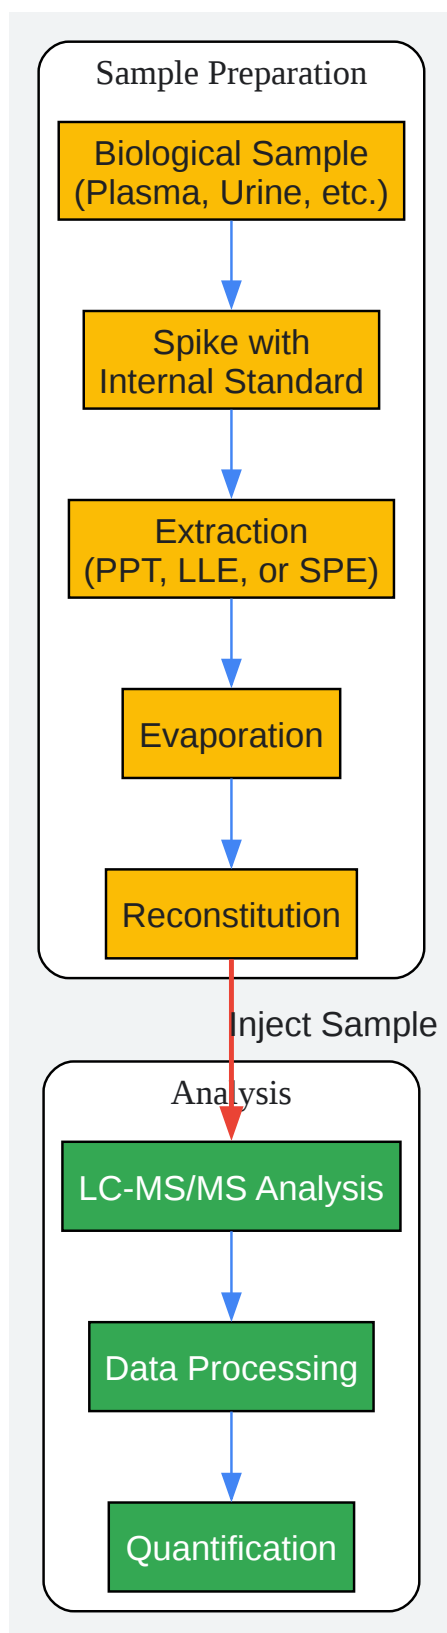 Sample Preparation
Biological Sample
(Plasma, Urine, etc.)
Spike with
Internal Standard
Extraction
(PPT, LLE, or SPE)
Evaporation
Reconstitution
Inject Sample
Analysis
LC-MS/MS Analysis
Data Processing
Quantification